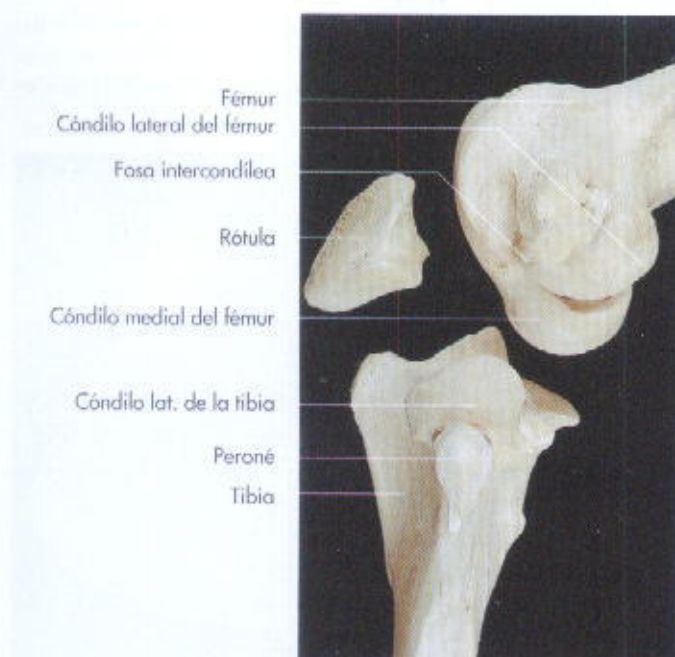 Fémur
Cóndilo lateral del fémur
Fosa intercondílea
Rótula
Cóndilo medial del fémur
Cóndilo lat. de la tibia
Peroné
Tibia